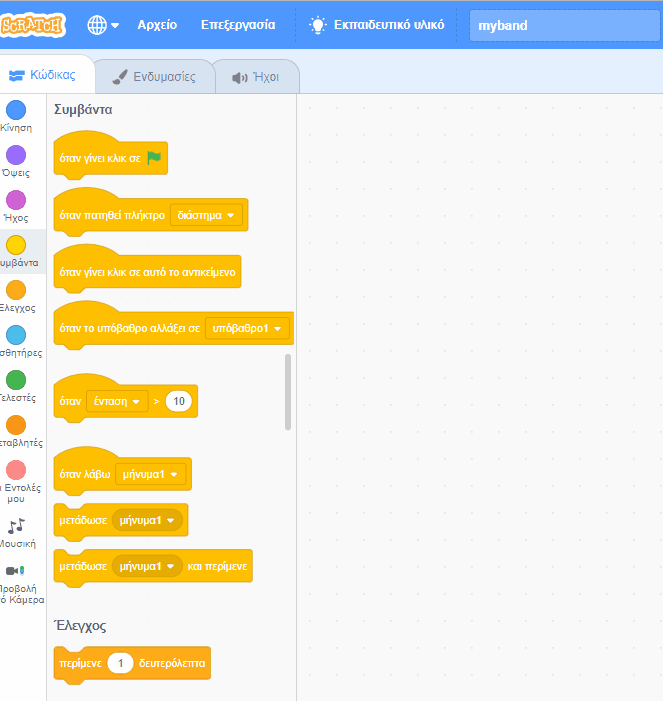 SCRATCH
Αρχείο
Επεξεργασία
Εκπαιδευτικό υλικό
myband
Κώδικας
Ενδυμασίες
Ήχοι
Κίνηση
Όψεις
Ήχος
υμβάντα
Έλεγχος
σθητήρες
Τελεστές
εταβλητές
ι Εντολές
μου
Μουσική
Προβολή
ό Κάμερα
Συμβάντα
όταν γίνει κλικ σε
όταν πατηθεί πλήκτρο διάστημα
όταν γίνει κλικ σε αυτό το αντικείμενο
όταν το υπόβαθρο αλλάξει σε υπόβαθρο1
όταν ένταση > 10
όταν λάβω μήνυμα1
μετάδωσε μήνυμα1
μετάδωσε μήνυμα1 και περίμενε
Έλεγχος
περίμενε 1 δευτερόλεπτα